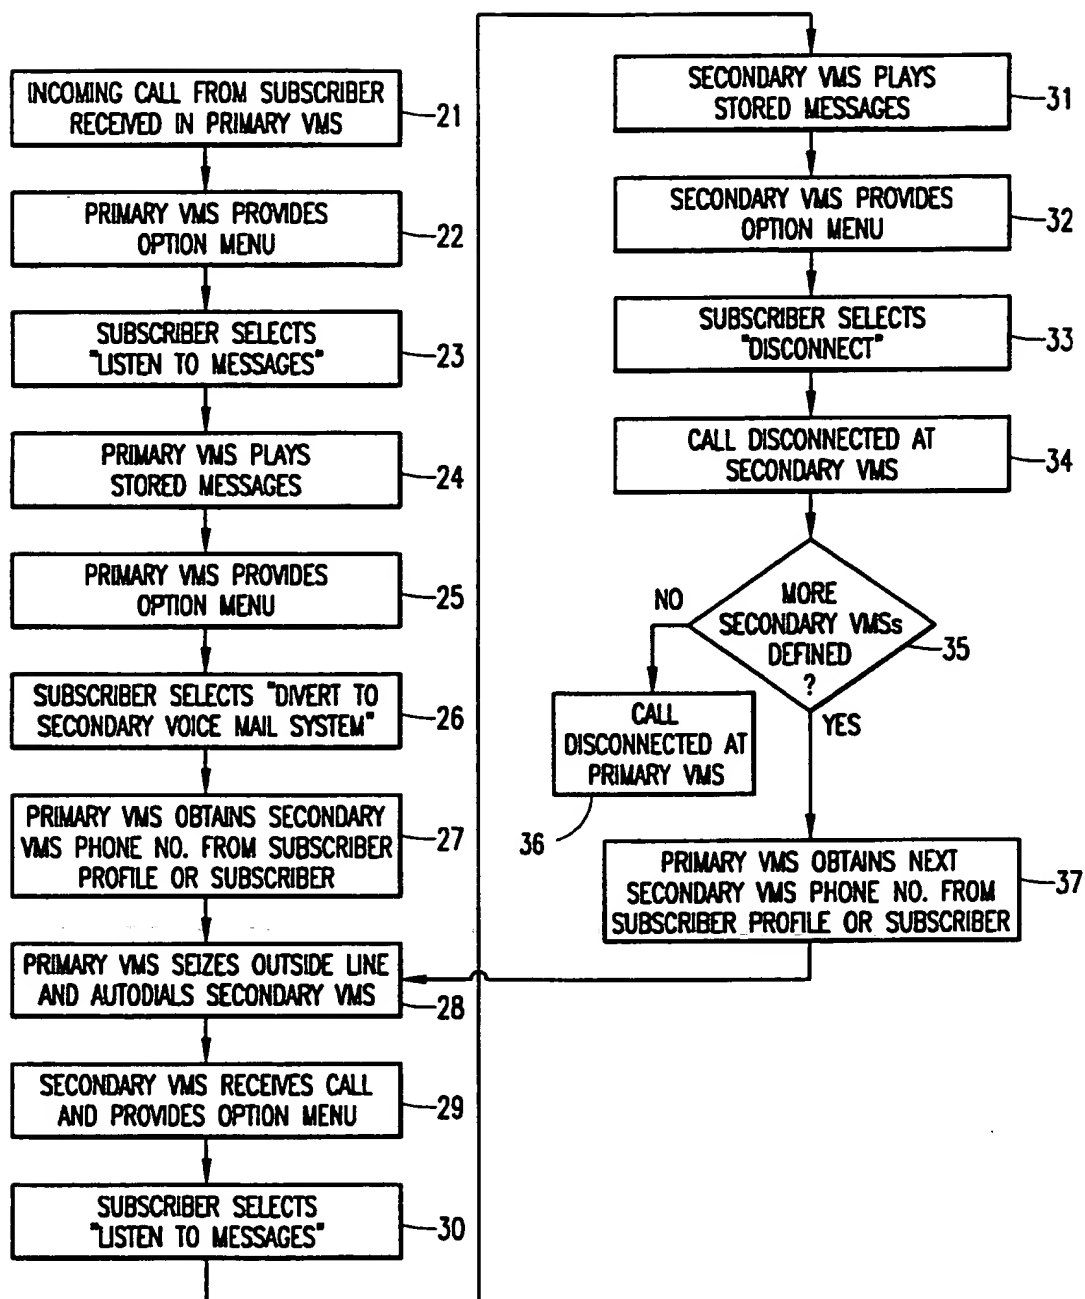 INCOMING CALL FROM SUBSCRIBER
RECEIVED IN PRIMARY VMS
21
PRIMARY VMS PROVIDES
OPTION MENU
22
SUBSCRIBER SELECTS
"LISTEN TO MESSAGES"
23
PRIMARY VMS PLAYS
STORED MESSAGES
24
PRIMARY VMS PROVIDES
OPTION MENU
25
SUBSCRIBER SELECTS "DIVERT TO
SECONDARY VOICE MAIL SYSTEM"
26
PRIMARY VMS OBTAINS SECONDARY
VMS PHONE NO. FROM SUBSCRIBER
PROFILE OR SUBSCRIBER
27
PRIMARY VMS SEIZES OUTSIDE LINE
AND AUTODIALS SECONDARY VMS
28
SECONDARY VMS RECEIVES CALL
AND PROVIDES OPTION MENU
29
SUBSCRIBER SELECTS
"LISTEN TO MESSAGES"
30
SECONDARY VMS PLAYS
STORED MESSAGES
31
SECONDARY VMS PROVIDES
OPTION MENU
32
SUBSCRIBER SELECTS
"DISCONNECT"
33
CALL DISCONNECTED AT
SECONDARY VMS
34
MORE
SECONDARY VMSs
DEFINED
?
35
NO
YES
CALL
DISCONNECTED AT
PRIMARY VMS
36
PRIMARY VMS OBTAINS NEXT
SECONDARY VMS PHONE NO. FROM
SUBSCRIBER PROFILE OR SUBSCRIBER
37